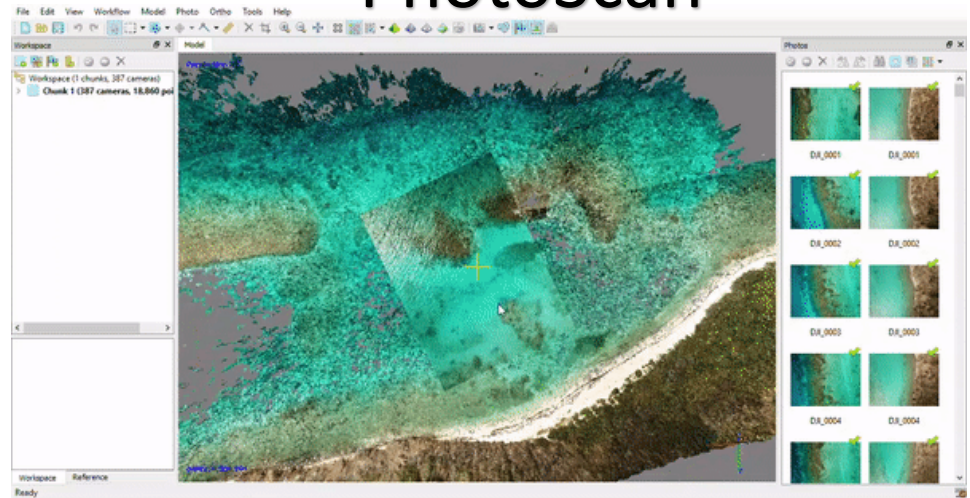 PhotoScan
File Edit View Workflow Model Photo Ortho Tools Help
Workspace
Model
Photos
Workspace (1 chunks, 387 cameras)
Chunk 1 (387 cameras, 18,860 poi
DJI_0001 DJI_0001
DJI_0002 DJI_0002
DJI_0003 DJI_0003
DJI_0004 DJI_0004
Workspace Reference
Ready